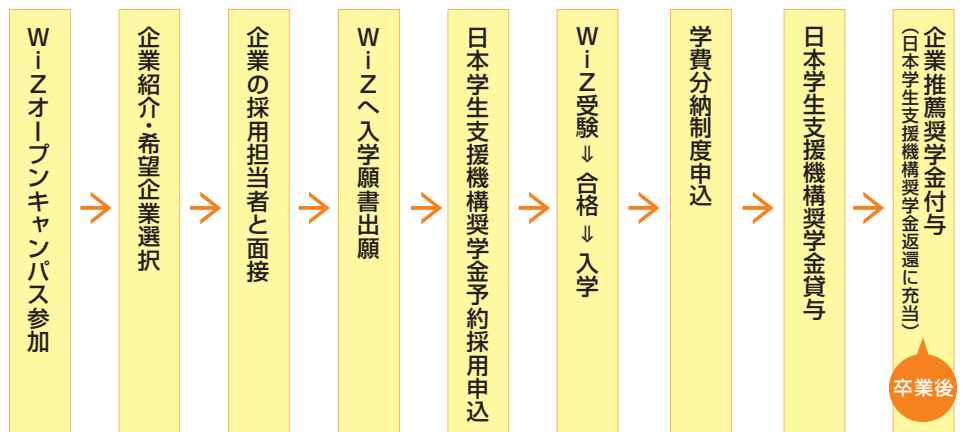 WiZオープンキャンパス参加
企業紹介・希望企業選択
企業の採用担当者と面接
WiZへ入学願書出願
日本学生支援機構奨学金予約採用申込
WiZ受験⇒合格⇒入学
学費分納制度申込
日本学生支援機構奨学金貸与
企業推薦奨学金付与
（日本学生支援機構奨学金返還に充当）
卒業後